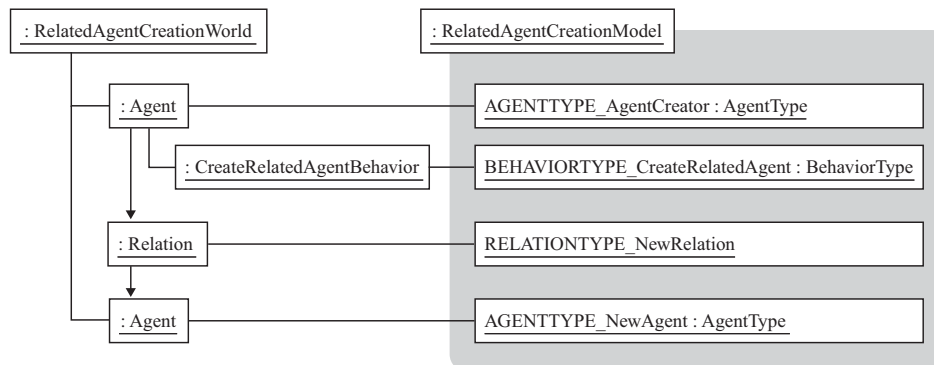 : RelatedAgentCreationWorld
: RelatedAgentCreationModel
: Agent
AGENTTYPE_AgentCreator : AgentType
: CreateRelatedAgentBehavior
BEHAVIORTYPE_CreateRelatedAgent : BehaviorType
: Relation
RELATIONTYPE_NewRelation
: Agent
AGENTTYPE_NewAgent : AgentType